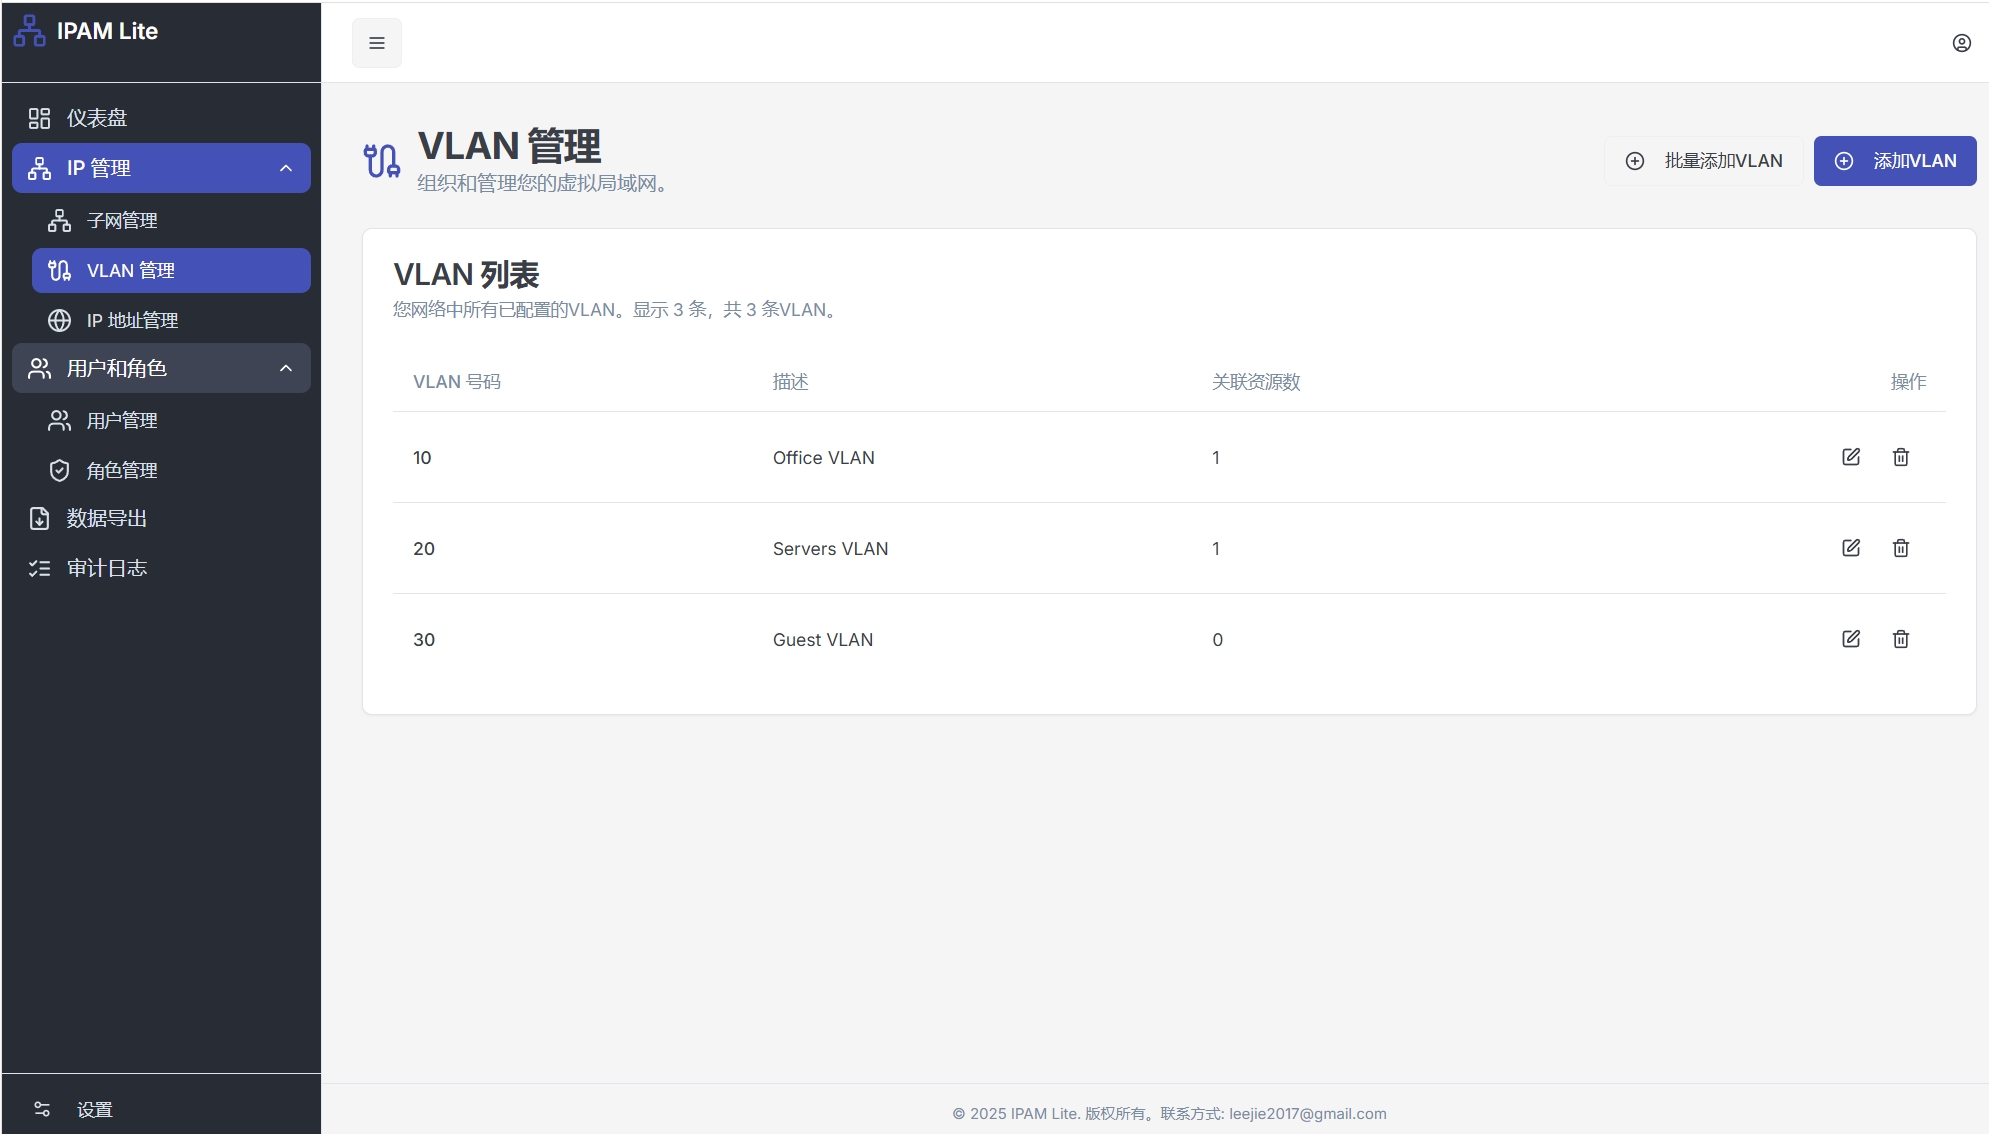 IPAM Lite
仪表盘
IP 管理
子网管理
VLAN 管理
IP 地址管理
用户和角色
用户管理
角色管理
数据导出
审计日志
设置
VLAN 管理
组织和管理您的虚拟局域网。
批量添加VLAN
添加VLAN
VLAN 列表
您网络中所有已配置的VLAN。显示 3 条，共 3 条VLAN。
VLAN 号码 描述 关联资源数 操作
10 Office VLAN 1
20 Servers VLAN 1
30 Guest VLAN 0
© 2025 IPAM Lite. 版权所有。联系方式: leejie2017@gmail.com